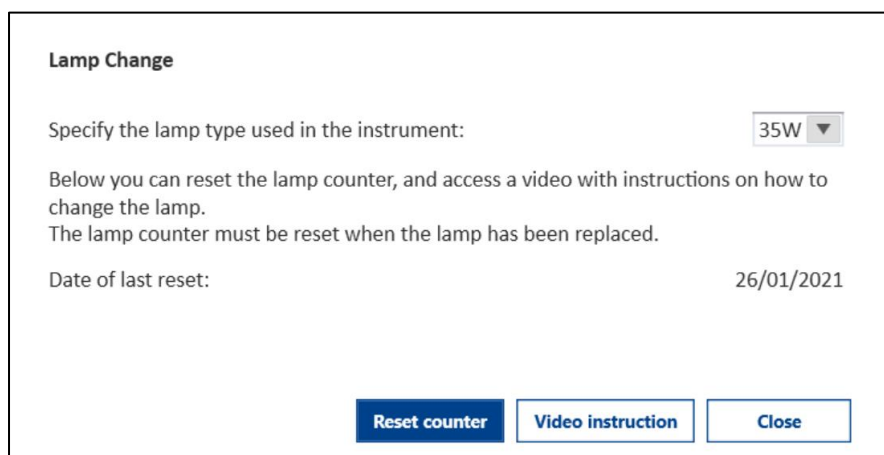 Lamp Change
Specify the lamp type used in the instrument: 35W
Below you can reset the lamp counter, and access a video with instructions on how to
change the lamp.
The lamp counter must be reset when the lamp has been replaced.
Date of last reset: 26/01/2021
Reset counter Video instruction Close